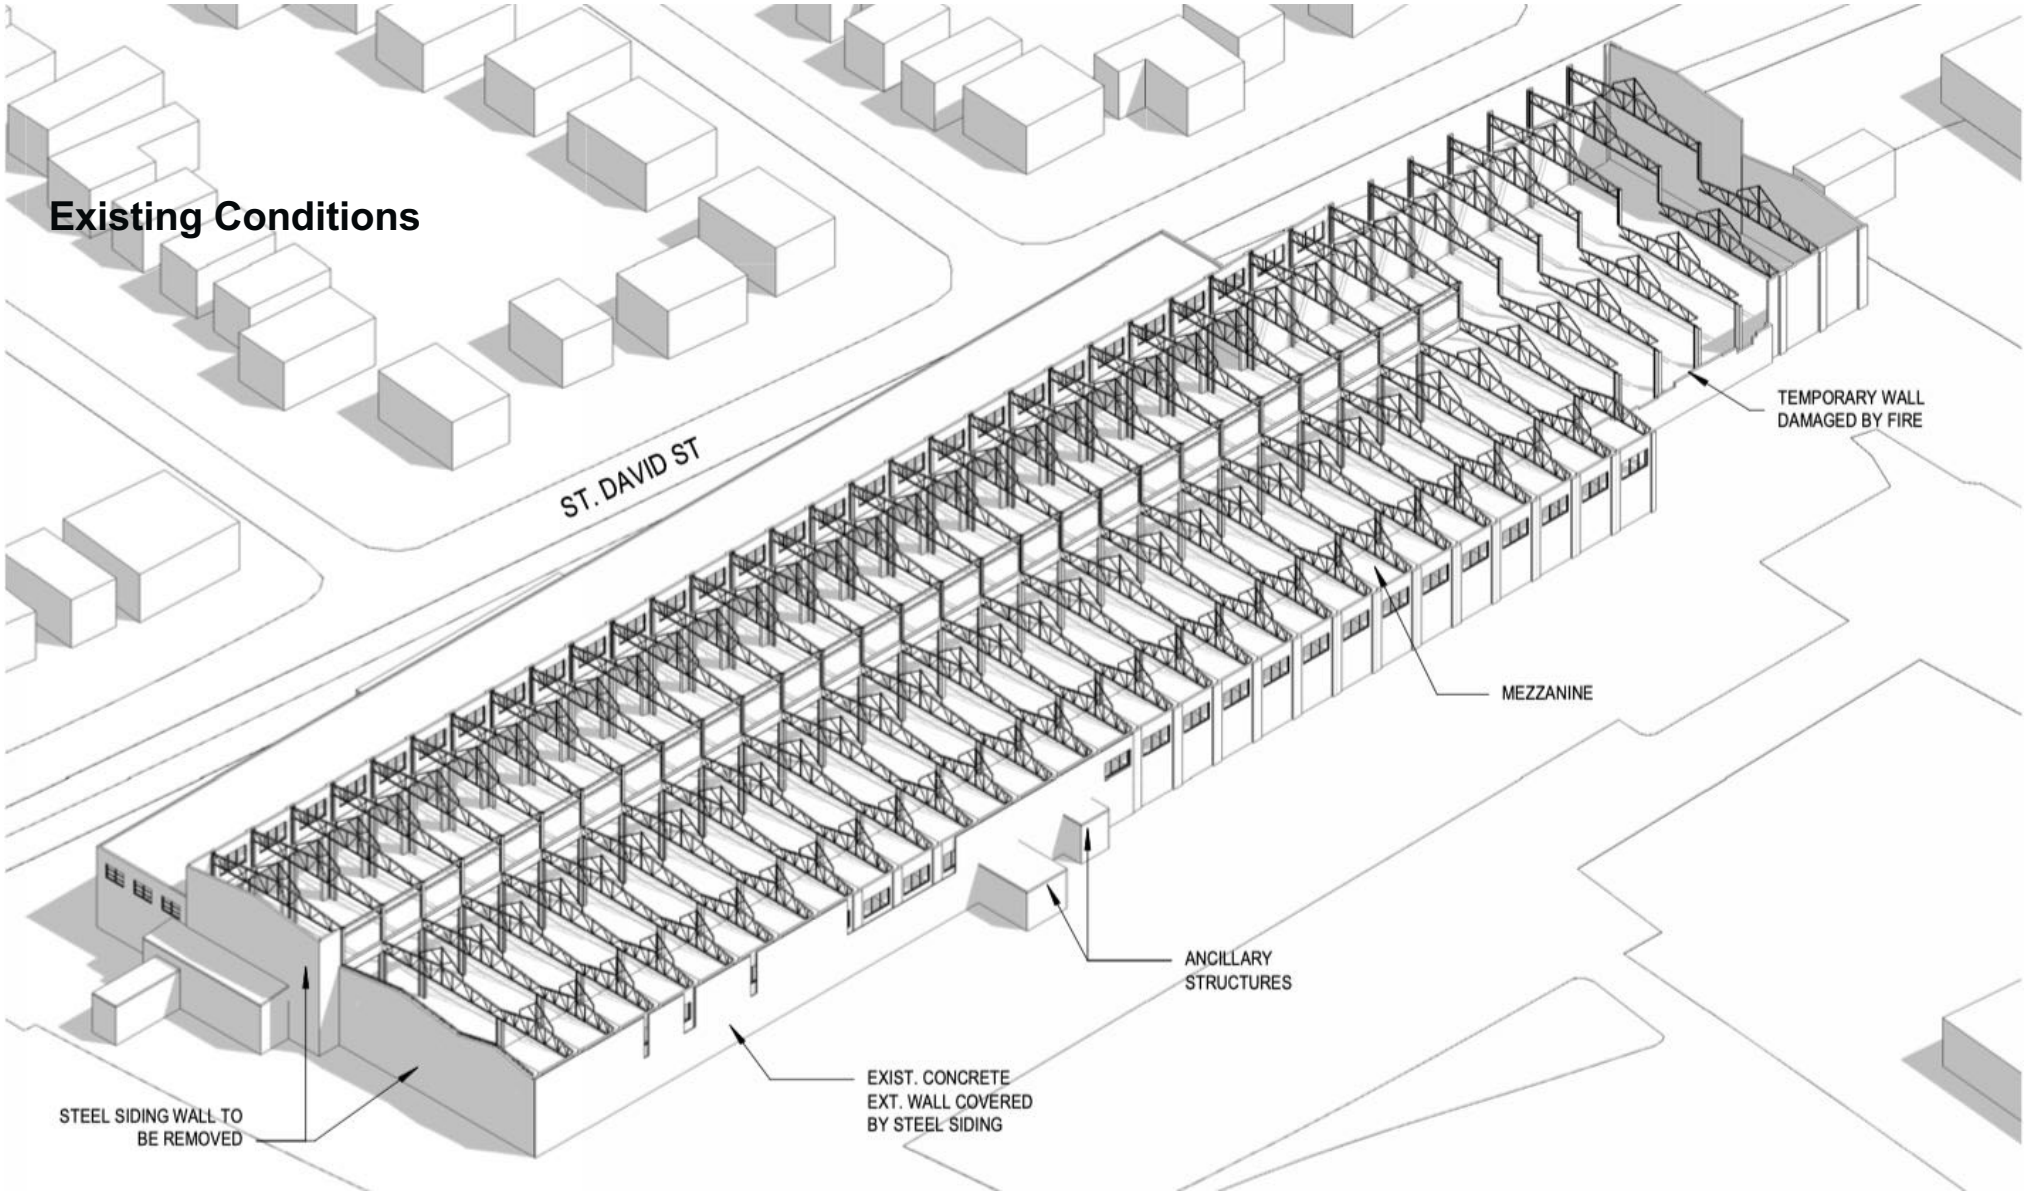 Existing Conditions
ST. DAVID ST
TEMPORARY WALL
DAMAGED BY FIRE
MEZZANINE
ANCILLARY
STRUCTURES
EXIST. CONCRETE
EXT. WALL COVERED
BY STEEL SIDING
STEEL SIDING WALL TO
BE REMOVED